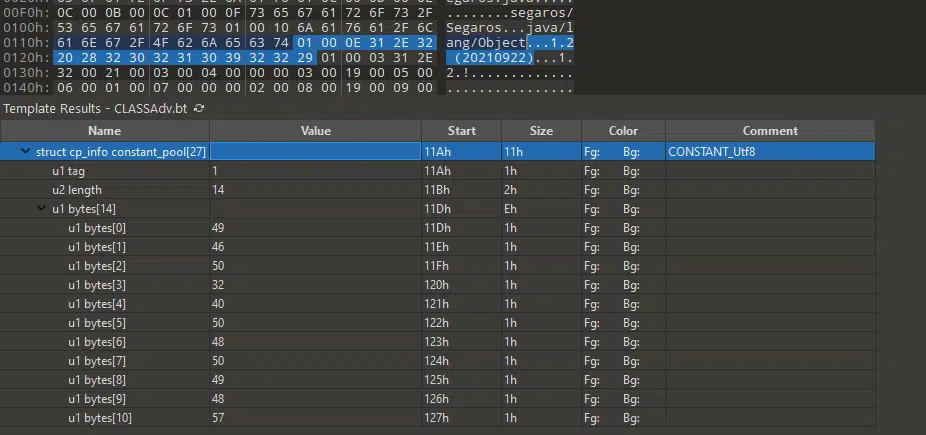 00F0h: 0C 00 0B 00 0C 01 00 0F 73 65 67 61 72 6F 73 2F .........segaros/
0100h: 53 65 67 61 72 6F 73 01 00 10 6A 61 76 61 2F 6C Segaros...java/l
0110h: 61 6E 67 2F 4F 62 6A 65 63 74 01 00 0E 31 2E 32 ang/Object...1.2
0120h: 20 28 32 30 32 31 30 39 32 32 29 01 00 03 31 2E (20210922)...1.
0130h: 32 00 21 00 03 00 04 00 00 00 03 00 19 00 05 00 2.!.............
0140h: 06 00 01 00 07 00 00 00 02 00 08 00 19 00 09 00 ................
Template Results - CLASSAdv.bt
Name Value Start Size Color Comment
struct cp_info constant_pool[27] 11Ah 11h Fg: Bg: CONSTANT_Utf8
u1 tag 1 11Ah 1h Fg: Bg:
u2 length 14 11Bh 2h Fg: Bg:
u1 bytes[14] 11Dh Eh Fg: Bg:
u1 bytes[0] 49 11Dh 1h Fg: Bg:
u1 bytes[1] 46 11Eh 1h Fg: Bg:
u1 bytes[2] 50 11Fh 1h Fg: Bg:
u1 bytes[3] 32 120h 1h Fg: Bg:
u1 bytes[4] 40 121h 1h Fg: Bg:
u1 bytes[5] 50 122h 1h Fg: Bg:
u1 bytes[6] 48 123h 1h Fg: Bg:
u1 bytes[7] 50 124h 1h Fg: Bg:
u1 bytes[8] 49 125h 1h Fg: Bg:
u1 bytes[9] 48 126h 1h Fg: Bg:
u1 bytes[10] 57 127h 1h Fg: Bg: